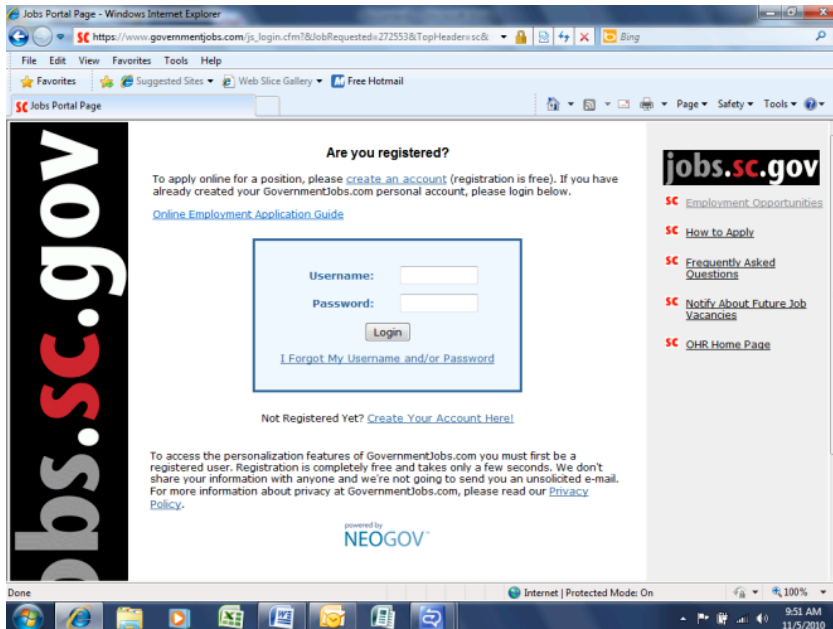 Jobs Portal Page - Windows Internet Explorer
https://www.governmentjobs.com/js_login.cfm?&JobRequested=272553&TopHeader=sc&
Bing
File Edit View Favorites Tools Help
Favorites Suggested Sites Web Slice Gallery Free Hotmail
SC Jobs Portal Page
Page Safety Tools
obs.sc.gov
Are you registered?
To apply online for a position, please create an account (registration is free). If you have
already created your GovernmentJobs.com personal account, please login below.
Online Employment Application Guide
Username:
Password:
Login
I Forgot My Username and/or Password
Not Registered Yet? Create Your Account Here!
To access the personalization features of GovernmentJobs.com you must first be a
registered user. Registration is completely free and takes only a few seconds. We don't
share your information with anyone and we're not going to send you an unsolicited e-mail.
For more information about privacy at GovernmentJobs.com, please read our Privacy
Policy.
powered by
NEOGOV
jobs.sc.gov
SC Employment Opportunities
SC How to Apply
SC Frequently Asked
Questions
SC Notify About Future Job
Vacancies
SC OHR Home Page
Done
Internet | Protected Mode: On
100%
9:51 AM
11/5/2010